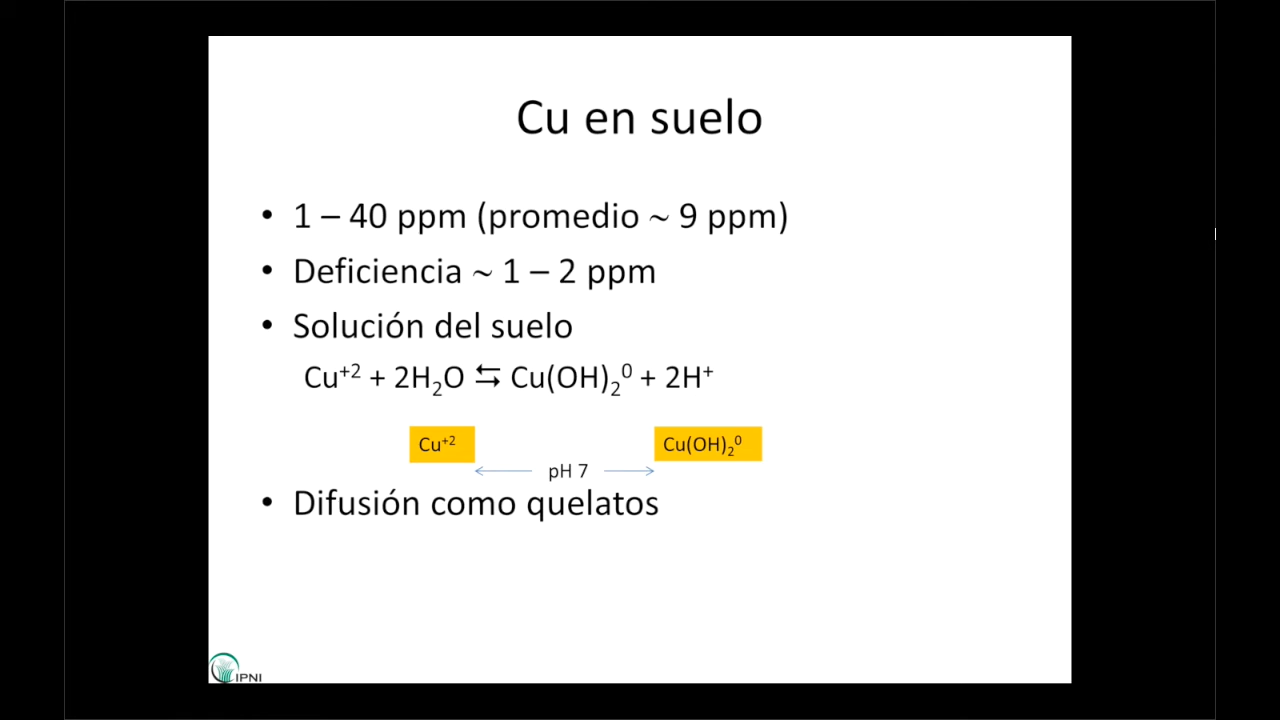 Cu en suelo
• 1 – 40 ppm (promedio ~ 9 ppm)
• Deficiencia ~ 1 – 2 ppm
• Solución del suelo
Cu⁺² + 2H₂O ⇆ Cu(OH)₂⁰ + 2H⁺
Cu⁺² Cu(OH)₂⁰
pH 7
• Difusión como quelatos
IPNI